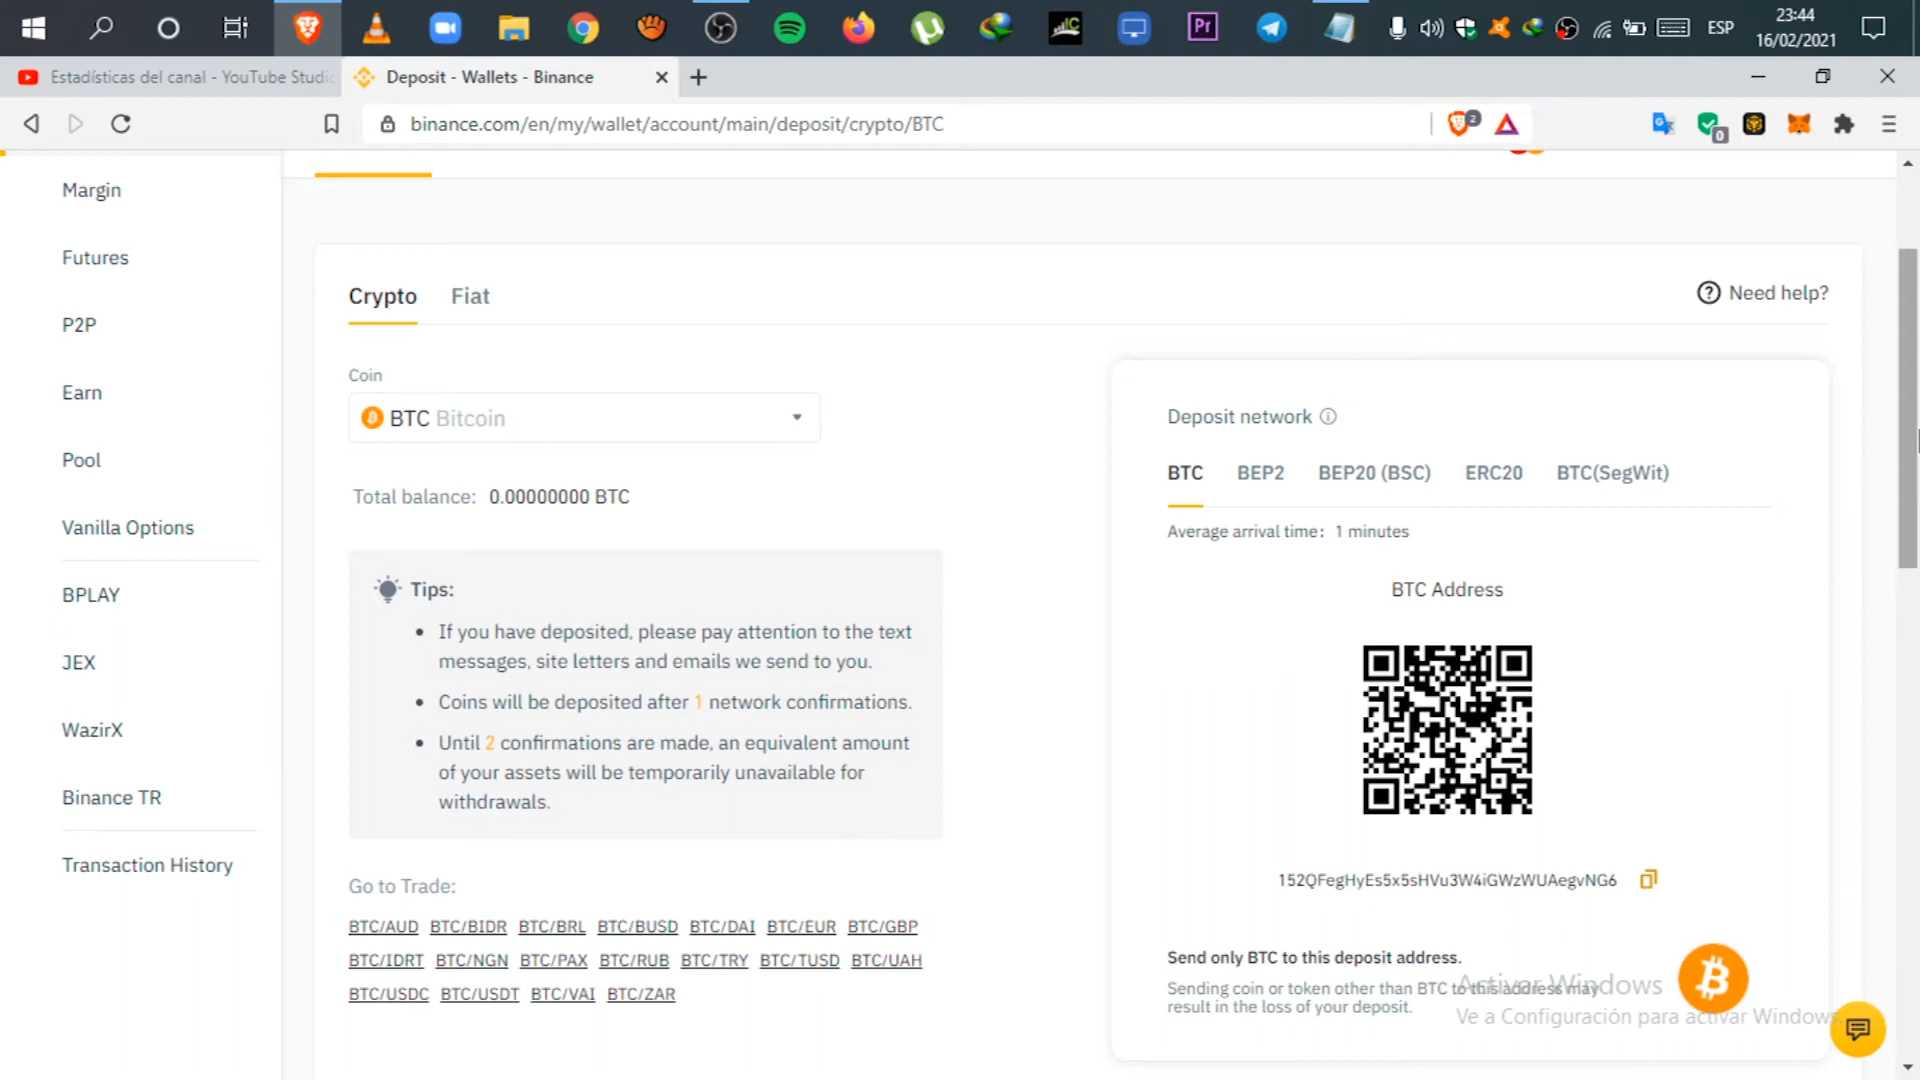 ESP
23:44
16/02/2021
Estadísticas del canal - YouTube Studi
Deposit - Wallets - Binance
binance.com/en/my/wallet/account/main/deposit/crypto/BTC
2
0
Margin
Futures
P2P
Earn
Pool
Vanilla Options
BPLAY
JEX
WazirX
Binance TR
Transaction History
Crypto
Fiat
Need help?
Coin
BTC Bitcoin
Total balance: 0.00000000 BTC
Tips:
If you have deposited, please pay attention to the text
messages, site letters and emails we send to you.
Coins will be deposited after 1 network confirmations.
Until 2 confirmations are made, an equivalent amount
of your assets will be temporarily unavailable for
withdrawals.
Go to Trade:
BTC/AUD BTC/BIDR BTC/BRL BTC/BUSD BTC/DAI BTC/EUR BTC/GBP
BTC/IDRT BTC/NGN BTC/PAX BTC/RUB BTC/TRY BTC/TUSD BTC/UAH
BTC/USDC BTC/USDT BTC/VAI BTC/ZAR
Deposit network
BTC BEP2 BEP20 (BSC) ERC20 BTC(SegWit)
Average arrival time: 1 minutes
BTC Address
152QFegHyEs5x5sHVu3W4iGWzWUAegvNG6
Send only BTC to this deposit address.
Sending coin or token other than BTC to this address may
result in the loss of your deposit.
Activar Windows
Ve a Configuración para activar Windows